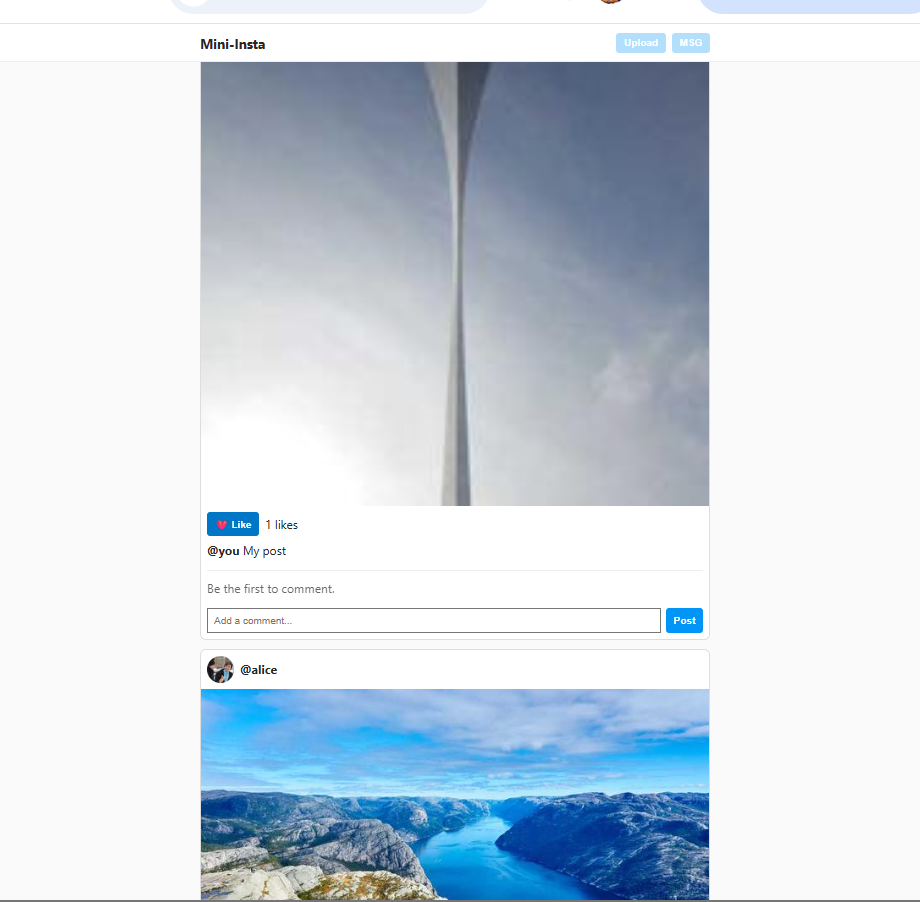 Mini-Insta
Upload MSG
Like 1 likes
@you My post
Be the first to comment.
Add a comment... Post
@alice